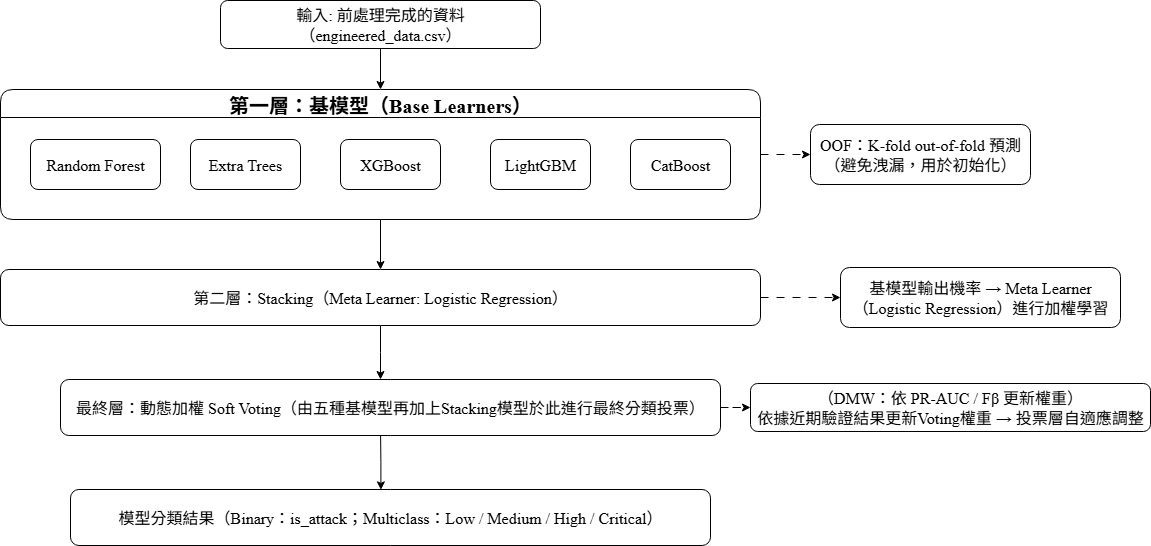 輸入: 前處理完成的資料
（engineered_data.csv）
第一層：基模型（Base Learners）
Random Forest
Extra Trees
XGBoost
LightGBM
CatBoost
OOF：K-fold out-of-fold 預測
（避免洩漏，用於初始化）
第二層：Stacking（Meta Learner: Logistic Regression）
基模型輸出機率 → Meta Learner
（Logistic Regression）進行加權學習
最終層：動態加權 Soft Voting（由五種基模型再加上Stacking模型於此進行最終分類投票）
（DMW：依 PR-AUC / Fβ 更新權重）
依據近期驗證結果更新Voting權重 → 投票層自適應調整
模型分類結果（Binary：is_attack；Multiclass：Low / Medium / High / Critical）